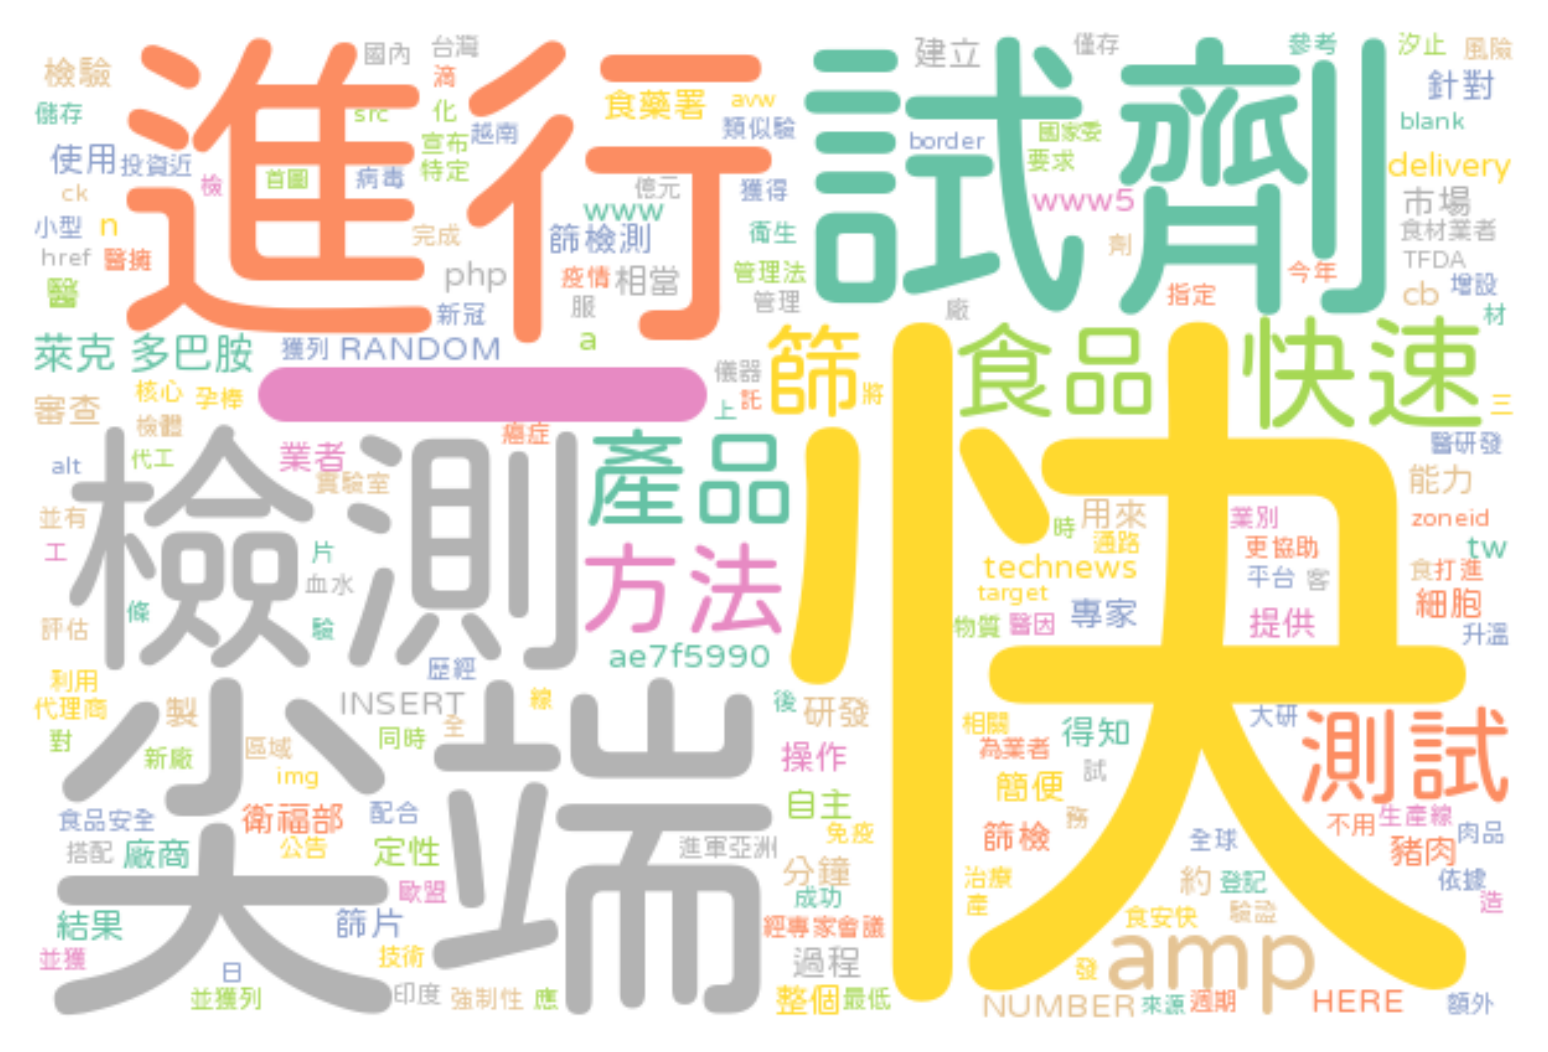 進行
試劑
快
檢測
尖端
一
篩
食品
快速
產品
方法
測試
amp
檢驗
國內
台灣
滴
儲存
src
化
宣布
越南
特定
使用
投資近
檢
首圖
病毒
ck
小型
n
href
醫擁
醫
完成
php
新冠
食藥署
avw
類似驗
億元
獲得
www
篩檢測
衛生
疫情
相當
管理法
服
管理
a
建立
僅存
參考
汐止
風險
針對
border
國家委
要求
blank
delivery
www5
市場
食材業者
劑
TFDA
今年
指定
cb
增設
廠
材
萊克
多巴胺
獲列
RANDOM
儀器
上
託
將
三
核心
孕棒
審查
檢體
癌症
代工
業者
實驗室
alt
並有
工
片
血水
條
評估
驗
ae7f5990
歷經
醫研發
能力
用來
時
通路
業別
zoneid
更協助
tw
technews
平台
客
食
打進
target
細胞
物質
醫因
專家
提供
升溫
利用
代理商
製
INSERT
線
全
後
研發
對
新廠
區域
同時
img
操作
相關
得知
為業者
試
大研
簡便
自主
免疫
篩檢
務
食品安全
衛福部
配合
搭配
廠商
公告
定性
進軍亞洲
全球
不用
生產線
肉品
豬肉
分鐘
成功
治療
產
約
登記
依據
造
歐盟
結果
篩片
經專家會議
食安快
驗證
並獲
日
技術
過程
發
並獲列
印度
強制性
應
整個
最低
NUMBER
來源
週期
HERE
額外